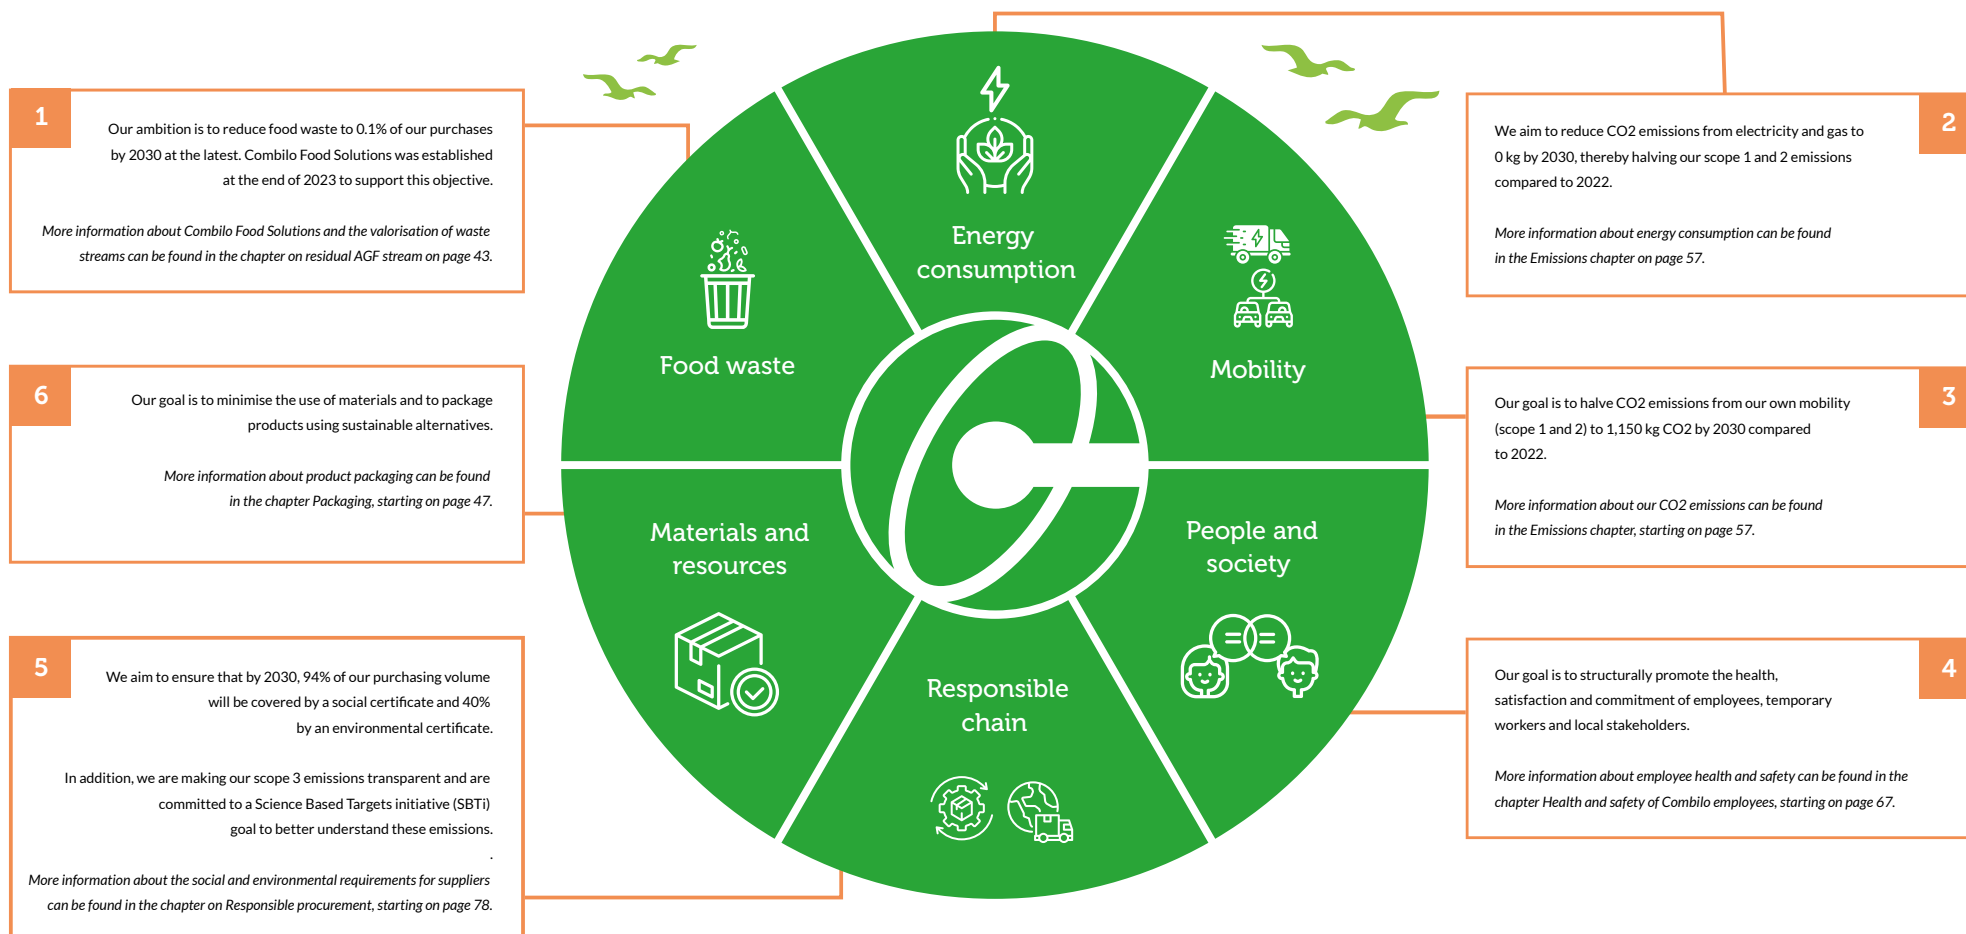 1
Our ambition is to reduce food waste to 0.1% of our purchases
by 2030 at the latest. Combilo Food Solutions was established
at the end of 2023 to support this objective.
More information about Combilo Food Solutions and the valorisation of waste
streams can be found in the chapter on residual AGF stream on page 43.
2
We aim to reduce CO2 emissions from electricity and gas to
0 kg by 2030, thereby halving our scope 1 and 2 emissions
compared to 2022.
More information about energy consumption can be found
in the Emissions chapter on page 57.
3
Our goal is to halve CO2 emissions from our own mobility
(scope 1 and 2) to 1,150 kg CO2 by 2030 compared
to 2022.
More information about our CO2 emissions can be found
in the Emissions chapter, starting on page 57.
4
Our goal is to structurally promote the health,
satisfaction and commitment of employees, temporary
workers and local stakeholders.
More information about employee health and safety can be found in the
chapter Health and safety of Combilo employees, starting on page 67.
5
We aim to ensure that by 2030, 94% of our purchasing volume
will be covered by a social certificate and 40%
by an environmental certificate.
In addition, we are making our scope 3 emissions transparent and are
committed to a Science Based Targets initiative (SBTi)
goal to better understand these emissions.
.
More information about the social and environmental requirements for suppliers
can be found in the chapter on Responsible procurement, starting on page 78.
6
Our goal is to minimise the use of materials and to package
products using sustainable alternatives.
More information about product packaging can be found
in the chapter Packaging, starting on page 47.
Energy
consumption
Mobility
People and
society
Responsible
chain
Materials and
resources
Food waste